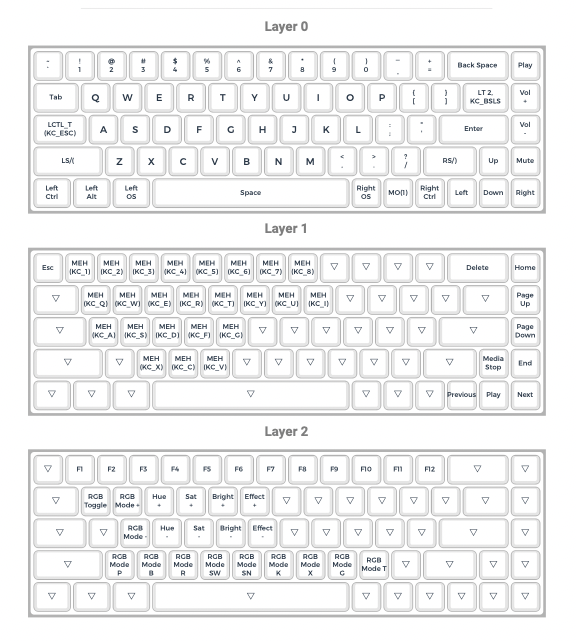 Layer 0
~ ` ! 1 @ 2 # 3 $ 4 % 5 ^ 6 & 7 * 8 ( 9 ) 0 _ - + = Back Space Play
Tab Q W E R T Y U I O P { [ } ] LT 2, KC_BSLS Vol +
LCTL_T (KC_ESC) A S D F G H J K L : ; " ' Enter Vol -
LS/( Z X C V B N M < , > . ? / RS/) Up Mute
Left Ctrl Left Alt Left OS Space Right OS MO(1) Right Ctrl Left Down Right
Layer 1
Esc MEH (KC_1) MEH (KC_2) MEH (KC_3) MEH (KC_4) MEH (KC_5) MEH (KC_6) MEH (KC_7) MEH (KC_8) ▽ ▽ ▽ ▽ Delete Home
▽ MEH (KC_Q) MEH (KC_W) MEH (KC_E) MEH (KC_R) MEH (KC_T) MEH (KC_Y) MEH (KC_U) MEH (KC_I) ▽ ▽ ▽ ▽ ▽ Page Up
▽ MEH (KC_A) MEH (KC_S) MEH (KC_D) MEH (KC_F) MEH (KC_G) ▽ ▽ ▽ ▽ ▽ ▽ ▽ Page Down
▽ ▽ MEH (KC_X) MEH (KC_C) MEH (KC_V) ▽ ▽ ▽ ▽ ▽ ▽ ▽ Media Stop End
▽ ▽ ▽ ▽ ▽ ▽ ▽ Previous Play Next
Layer 2
▽ F1 F2 F3 F4 F5 F6 F7 F8 F9 F10 F11 F12 ▽ ▽
▽ RGB Toggle RGB Mode + Hue + Sat + Bright + Effect + ▽ ▽ ▽ ▽ ▽ ▽ ▽ ▽
▽ ▽ RGB Mode - Hue - Sat - Bright - Effect - ▽ ▽ ▽ ▽ ▽ ▽ ▽
▽ RGB Mode P RGB Mode B RGB Mode R RGB Mode SW RGB Mode SN RGB Mode K RGB Mode X RGB Mode G RGB Mode T ▽ ▽ ▽ ▽
▽ ▽ ▽ ▽ ▽ ▽ ▽ ▽ ▽ ▽